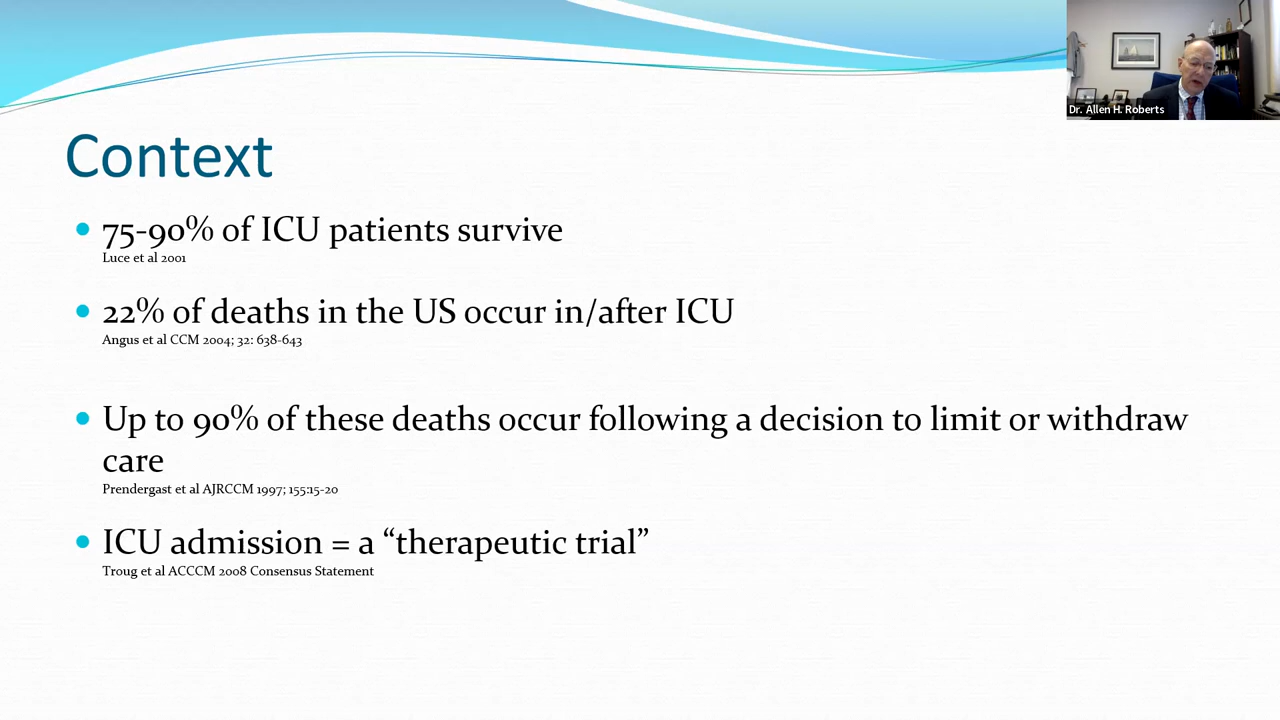 Dr. Allen H. Roberts
Context
75-90% of ICU patients survive
Luce et al 2001
22% of deaths in the US occur in/after ICU
Angus et al CCM 2004; 32: 638-643
Up to 90% of these deaths occur following a decision to limit or withdraw
care
Prendergast et al AJRCCM 1997; 155:15-20
ICU admission = a “therapeutic trial”
Troug et al ACCCM 2008 Consensus Statement